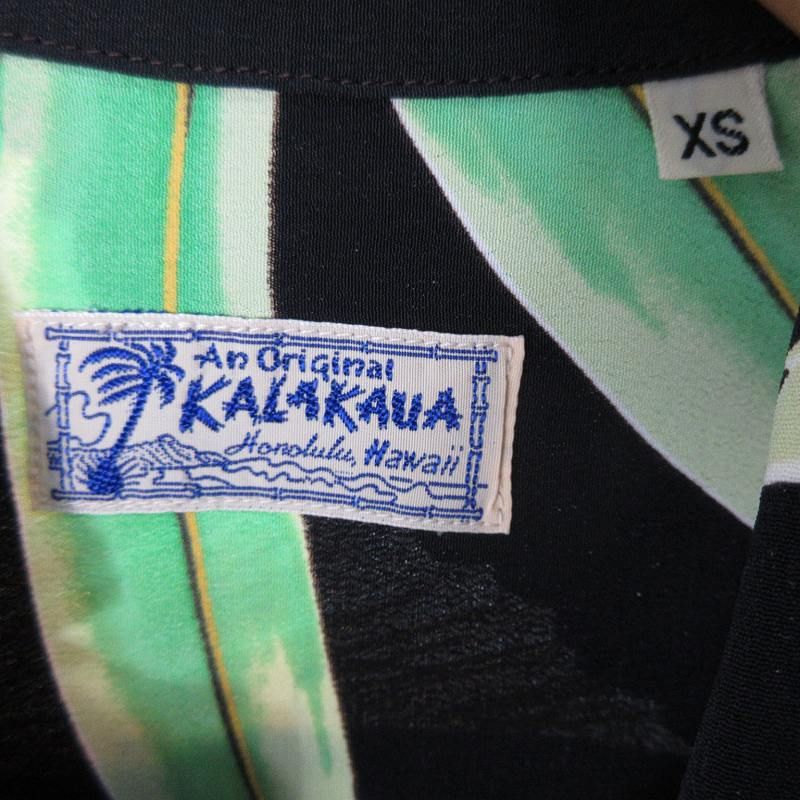 XS
An Original
KALAKAUA
Honolulu, Hawaii